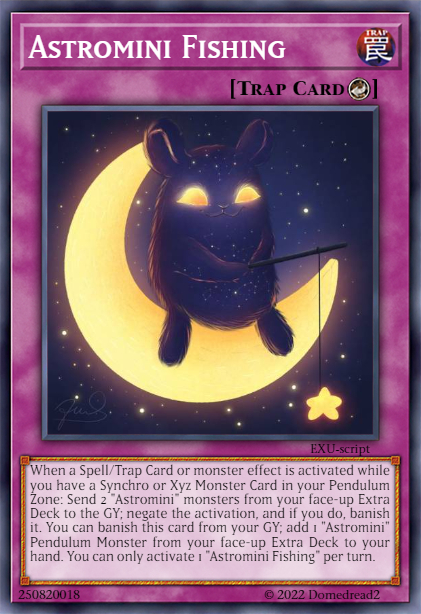 ASTROMINI FISHING
TRAP
罠
[TRAP CARD]
EXU-script
When a Spell/Trap Card or monster effect is activated while
you have a Synchro or Xyz Monster Card in your Pendulum
Zone: Send 2 "Astromini" monsters from your face-up Extra
Deck to the GY; negate the activation, and if you do, banish
it. You can banish this card from your GY; add 1 "Astromini"
Pendulum Monster from your face-up Extra Deck to your
hand. You can only activate 1 "Astromini Fishing" per turn.
250820018
© 2022 Domedread2